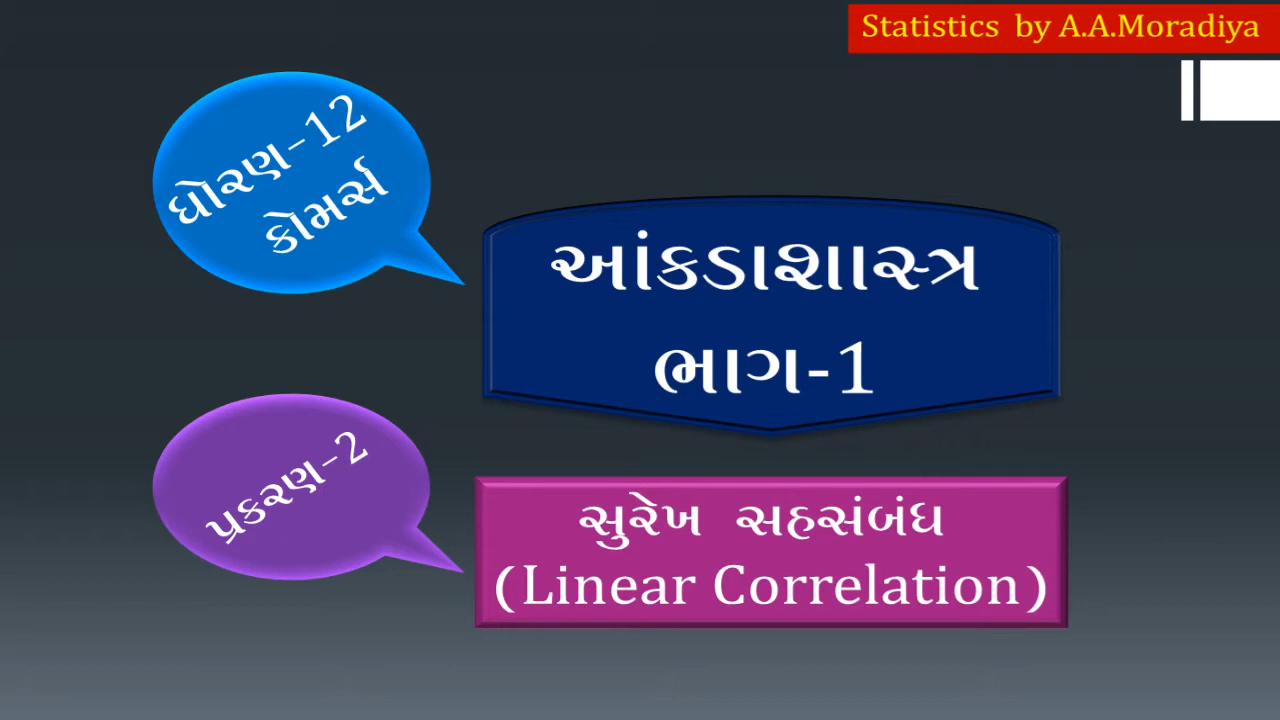 Statistics by A.A.Moradiya
ધોરણ-12
કોમર્સ
આંકડાશાસ્ત્ર
ભાગ-1
પ્રકરણ-2
સુરેખ સહસંબંધ
(Linear Correlation)